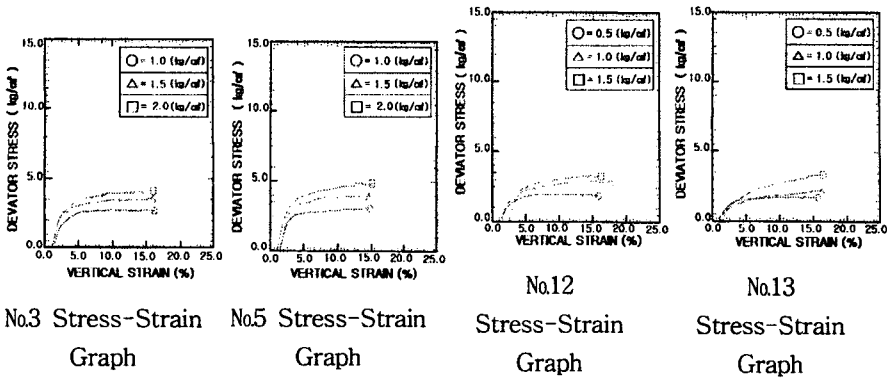 DEVIATOR STRESS ( kg/㎠ )
15.0
10.0
5.0
0.0
○ = 1.0 (kg/㎠)
△ = 1.5 (kg/㎠)
□ = 2.0 (kg/㎠)
0.0 5.0 10.0 15.0 20.0 25.0
VERTICAL STRAIN (%)
No.3 Stress-Strain
Graph
DEVIATOR STRESS ( kg/㎠ )
15.0
10.0
5.0
0.0
○ = 1.0 (kg/㎠)
△ = 1.5 (kg/㎠)
□ = 2.0 (kg/㎠)
0.0 5.0 10.0 15.0 20.0 25.0
VERTICAL STRAIN (%)
No.5 Stress-Strain
Graph
DEVIATOR STRESS ( kg/㎠ )
15.0
10.0
5.0
0.0
○ = 0.5 (kg/㎠)
△ = 1.0 (kg/㎠)
□ = 1.5 (kg/㎠)
0.0 5.0 10.0 15.0 20.0 25.0
VERTICAL STRAIN (%)
No.12
Stress-Strain
Graph
DEVIATOR STRESS ( kg/㎠ )
15.0
10.0
5.0
0.0
○ = 0.5 (kg/㎠)
△ = 1.0 (kg/㎠)
□ = 1.5 (kg/㎠)
0.0 5.0 10.0 15.0 20.0 25.0
VERTICAL STRAIN (%)
No.13
Stress-Strain
Graph